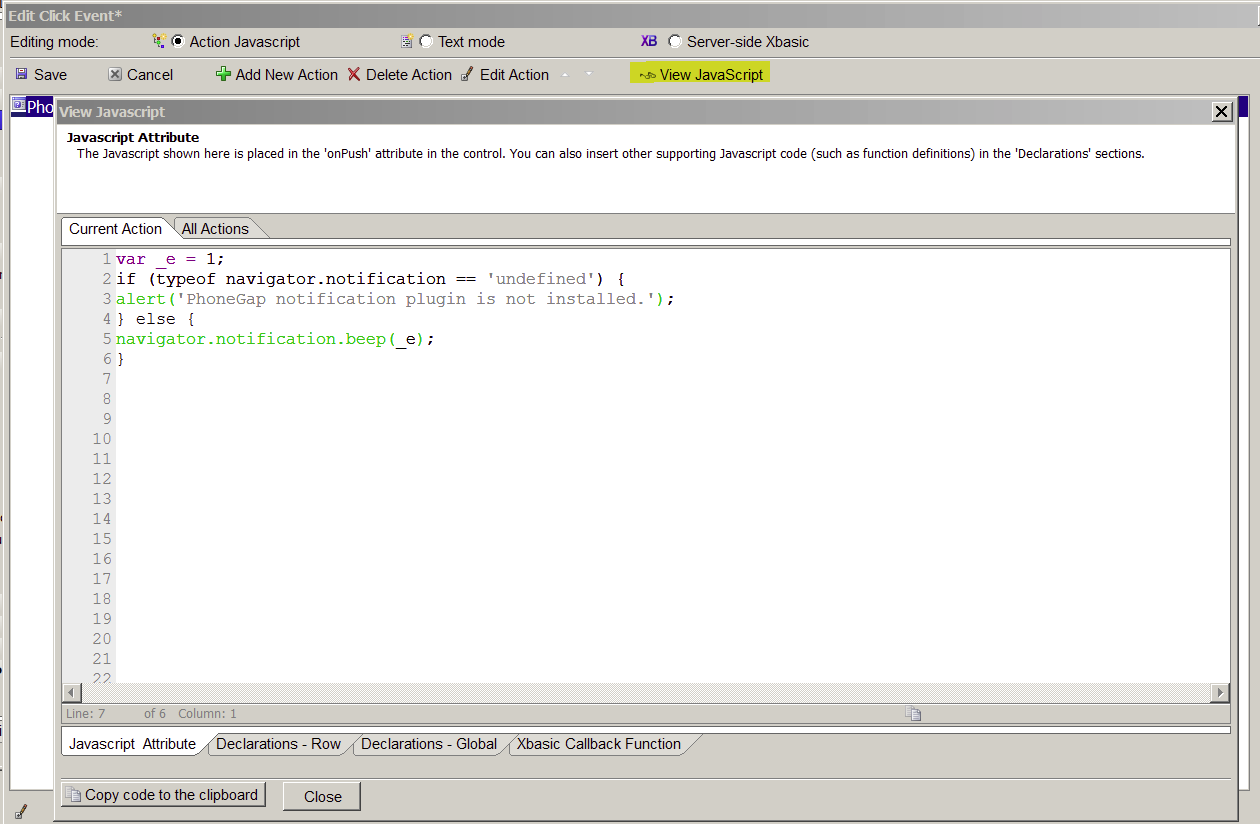 Edit Click Event*
Editing mode: Action Javascript Text mode XB Server-side Xbasic
Save Cancel Add New Action Delete Action Edit Action View JavaScript
Pho
View Javascript
Javascript Attribute
The Javascript shown here is placed in the 'onPush' attribute in the control. You can also insert other supporting Javascript code (such as function definitions) in the 'Declarations' sections.
Current Action All Actions
1 var _e = 1;
2 if (typeof navigator.notification == 'undefined') {
3 alert('PhoneGap notification plugin is not installed.');
4 } else {
5 navigator.notification.beep(_e);
6 }
7
8
9
10
11
12
13
14
15
16
17
18
19
20
21
22
Line: 7 of 6 Column: 1
Javascript Attribute Declarations - Row Declarations - Global Xbasic Callback Function
Copy code to the clipboard Close